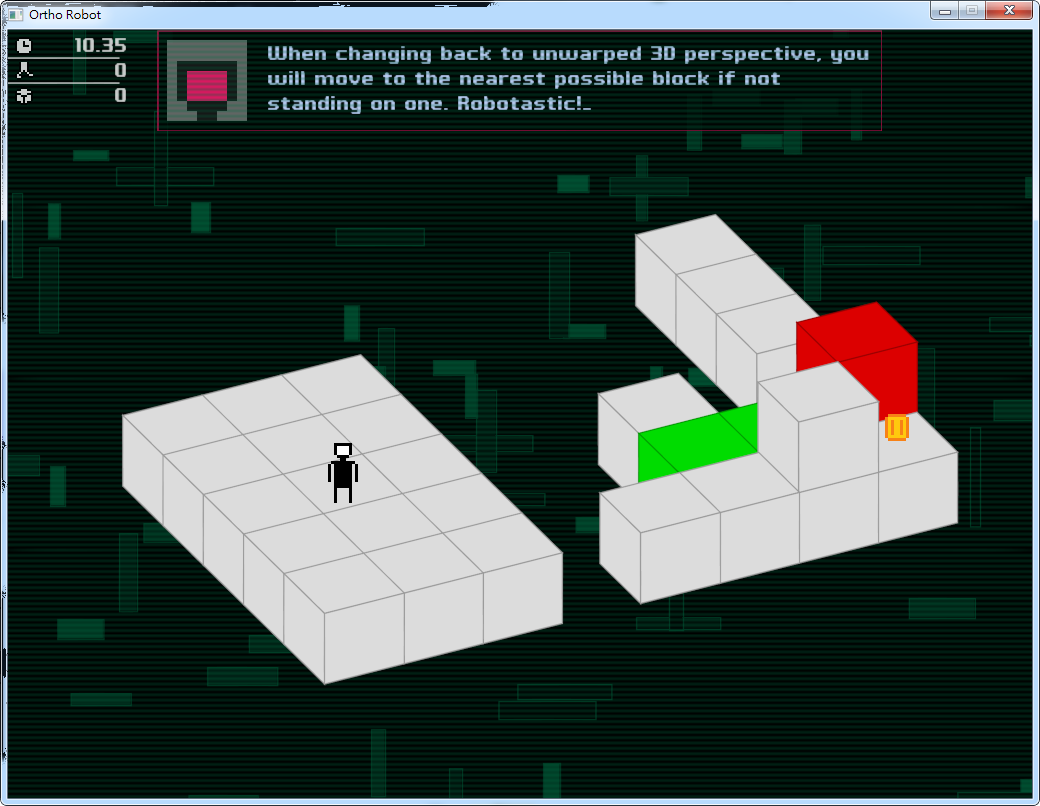 Ortho Robot
10.35
0
0
When changing back to unwarped 3D perspective, you
will move to the nearest possible block if not
standing on one. Robotastic!_